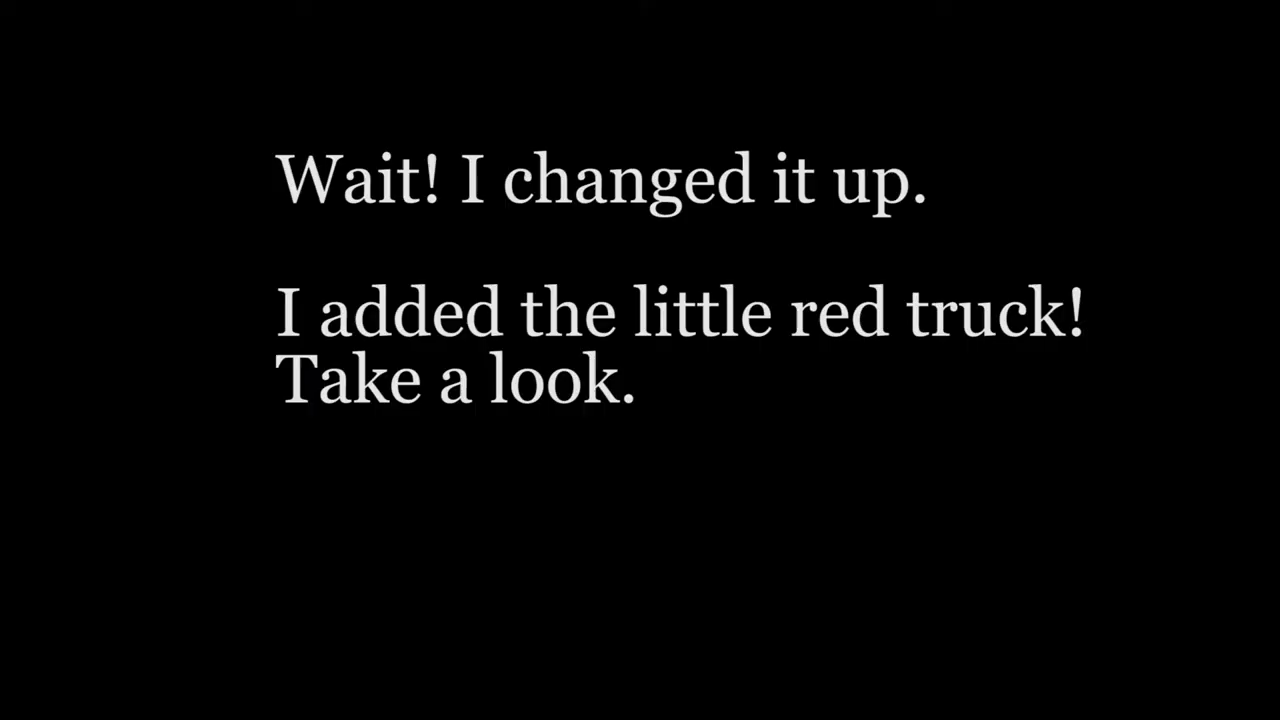 Wait! I changed it up.
I added the little red truck!
Take a look.